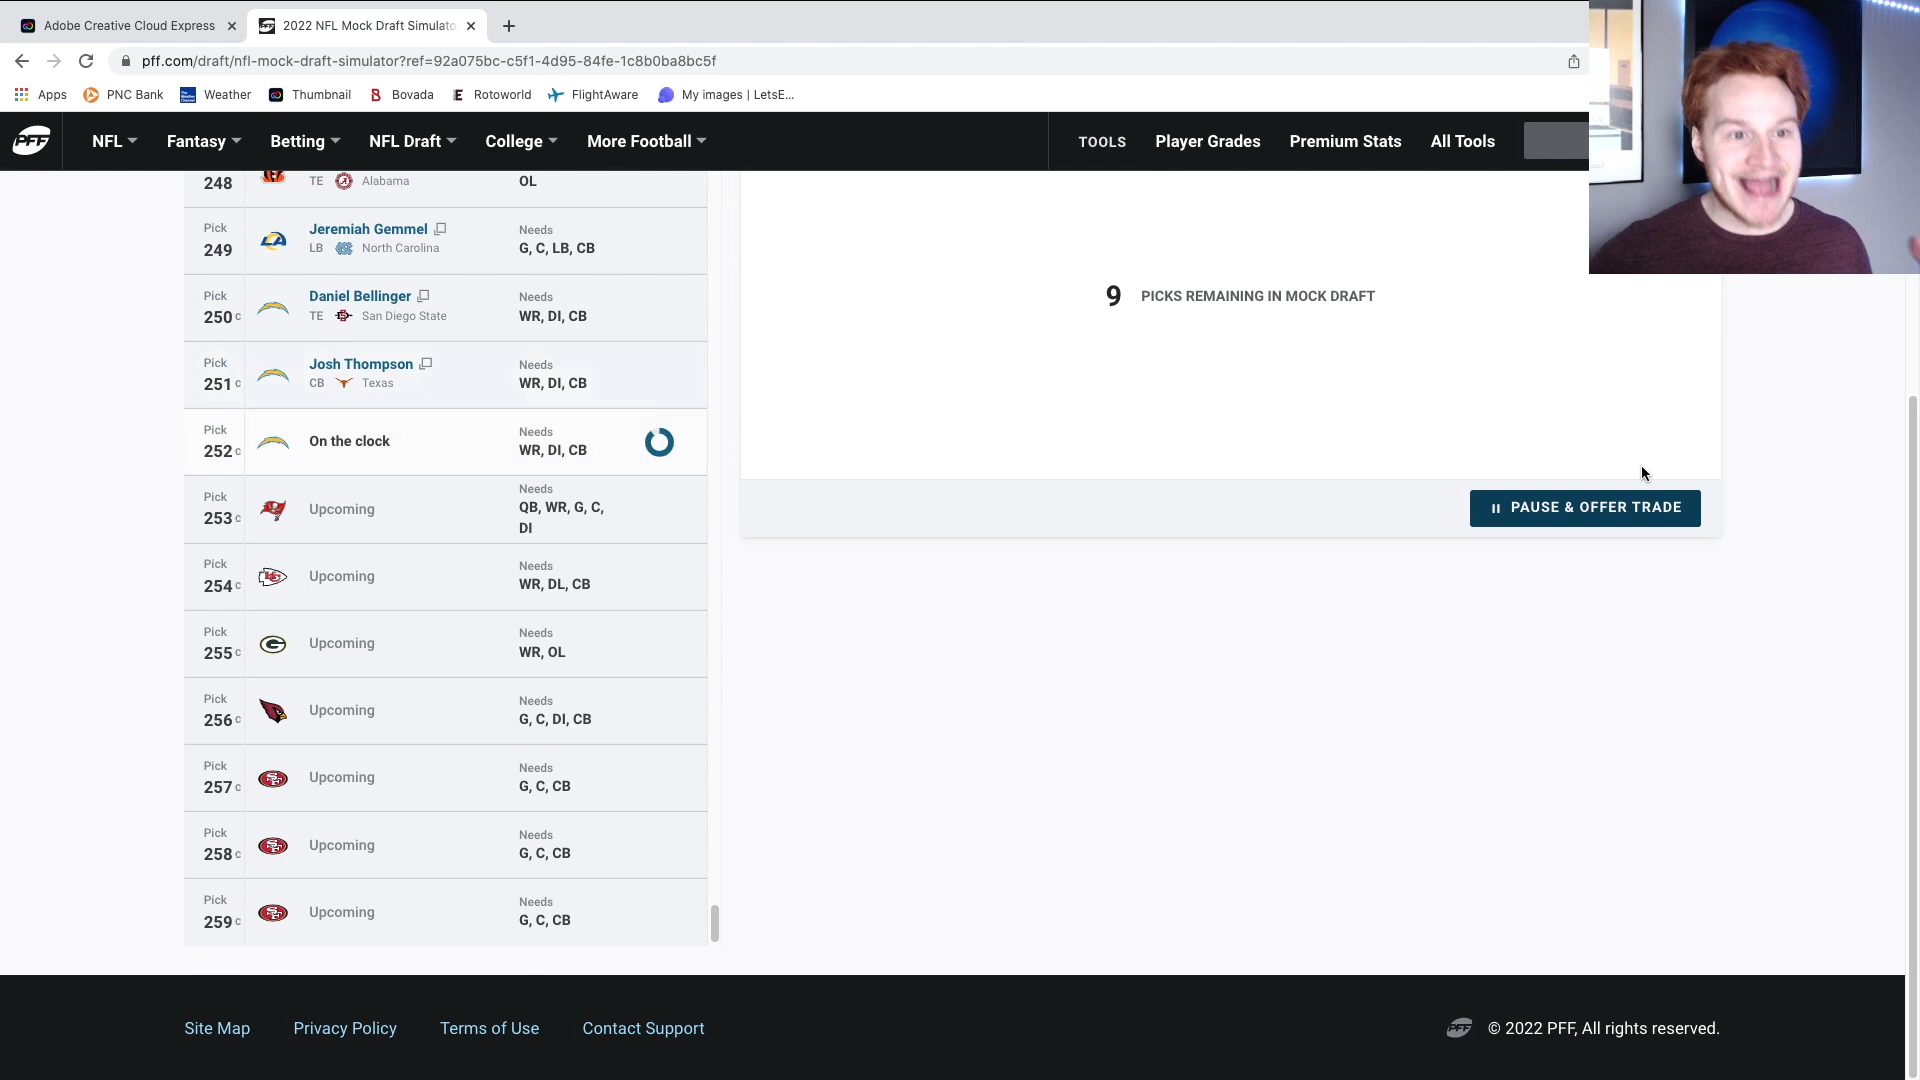 Adobe Creative Cloud Express
2022 NFL Mock Draft Simulato
pff.com/draft/nfl-mock-draft-simulator?ref=92a075bc-c5f1-4d95-84fe-1c8b0ba8bc5f
Apps
PNC Bank
Weather
Thumbnail
Bovada
Rotoworld
FlightAware
My images | LetsE...
PFF
NFL
Fantasy
Betting
NFL Draft
College
More Football
TOOLS
Player Grades
Premium Stats
All Tools
248
TE Alabama
OL
Pick
249
Jeremiah Gemmel
LB North Carolina
Needs
G, C, LB, CB
Pick
250 c
Daniel Bellinger
TE San Diego State
Needs
WR, DI, CB
Pick
251 c
Josh Thompson
CB Texas
Needs
WR, DI, CB
Pick
252 c
On the clock
Needs
WR, DI, CB
Pick
253 c
Upcoming
Needs
QB, WR, G, C,
DI
Pick
254 c
Upcoming
Needs
WR, DL, CB
Pick
255 c
Upcoming
Needs
WR, OL
Pick
256 c
Upcoming
Needs
G, C, DI, CB
Pick
257 c
Upcoming
Needs
G, C, CB
Pick
258 c
Upcoming
Needs
G, C, CB
Pick
259 c
Upcoming
Needs
G, C, CB
9 PICKS REMAINING IN MOCK DRAFT
PAUSE & OFFER TRADE
Site Map
Privacy Policy
Terms of Use
Contact Support
PFF
© 2022 PFF, All rights reserved.